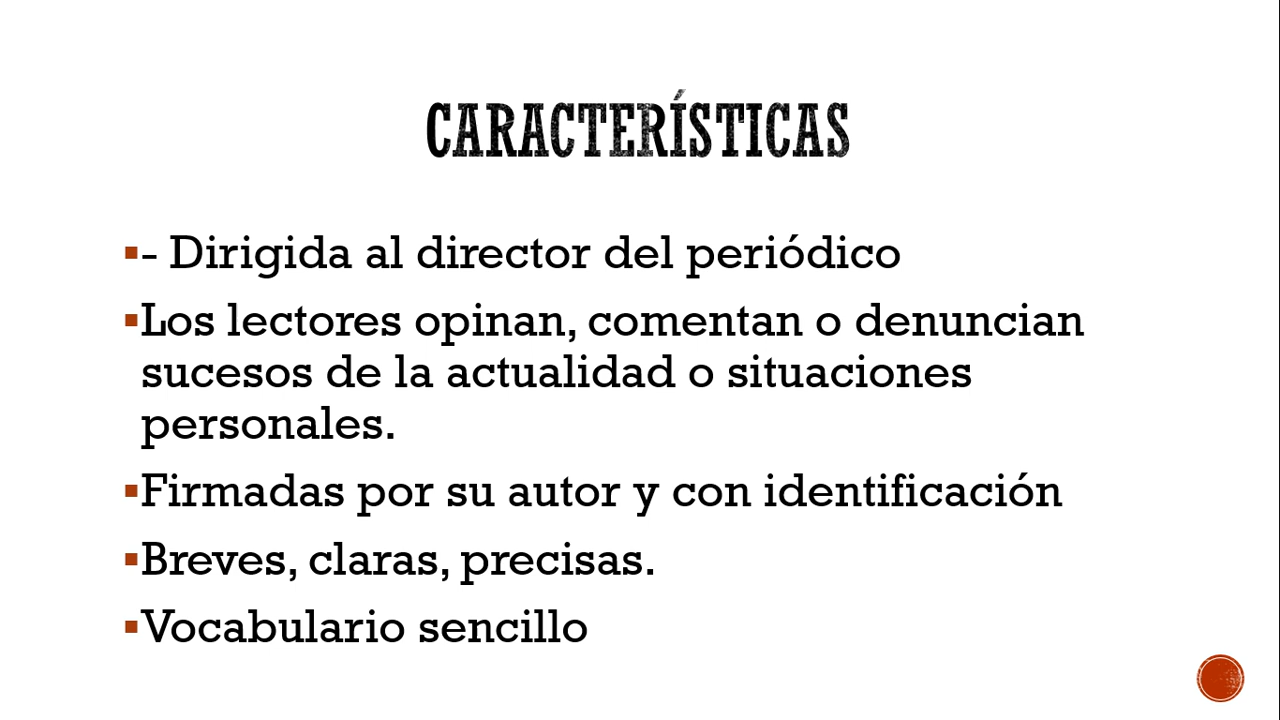 CARACTERÍSTICAS
▪- Dirigida al director del periódico
▪Los lectores opinan, comentan o denuncian
sucesos de la actualidad o situaciones
personales.
▪Firmadas por su autor y con identificación
▪Breves, claras, precisas.
▪Vocabulario sencillo